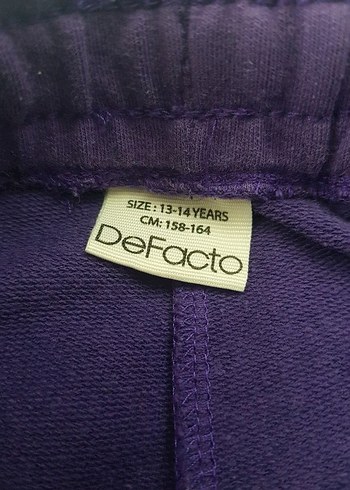 SIZE : 13-14 YEARS
CM: 158-164
DeFacto